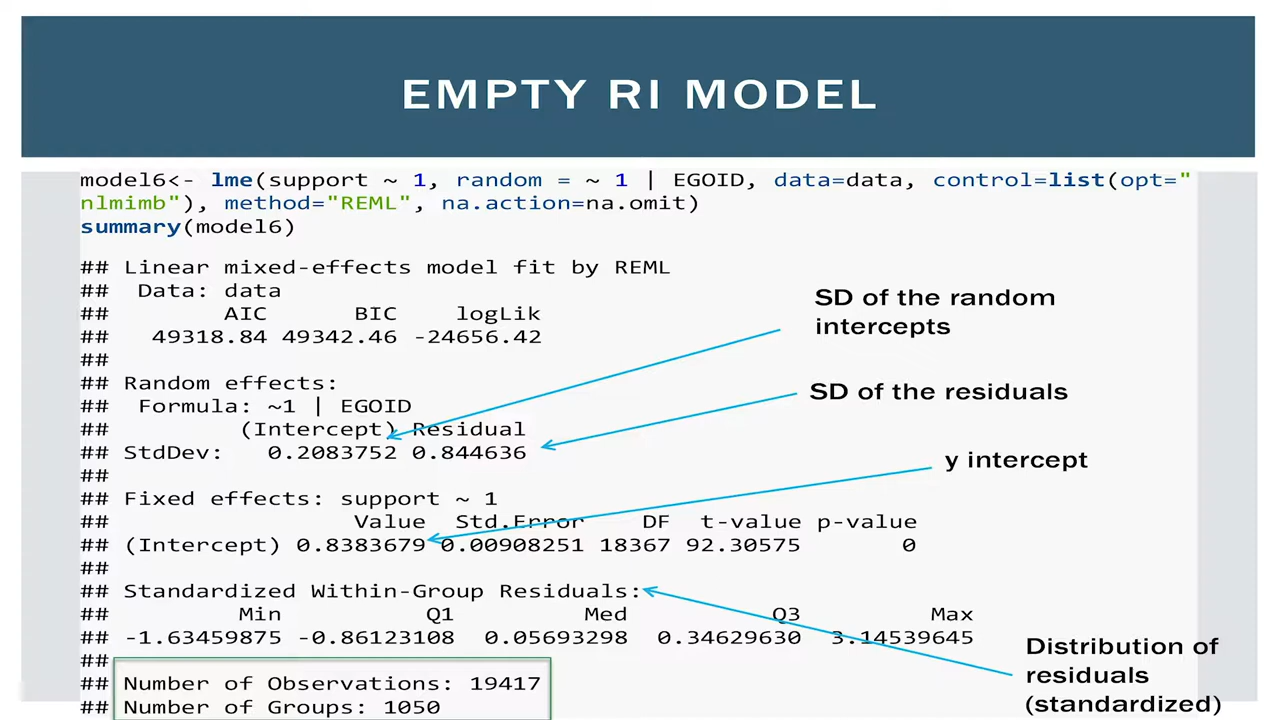 EMPTY RI MODEL
model6<- lme(support ~ 1, random = ~ 1 | EGOID, data=data, control=list(opt="
nlmimb"), method="REML", na.action=na.omit)
summary(model6)
## Linear mixed-effects model fit by REML
## Data: data
## AIC BIC logLik
## 49318.84 49342.46 -24656.42
##
## Random effects:
## Formula: ~1 | EGOID
## (Intercept) Residual
## StdDev: 0.2083752 0.844636
##
## Fixed effects: support ~ 1
## Value Std.Error DF t-value p-value
## (Intercept) 0.8383679 0.00908251 18367 92.30575 0
##
## Standardized Within-Group Residuals:
## Min Q1 Med Q3 Max
## -1.63459875 -0.86123108 0.05693298 0.34629630 3.14539645
##
## Number of Observations: 19417
## Number of Groups: 1050
SD of the random
intercepts
SD of the residuals
y intercept
Distribution of
residuals
(standardized)